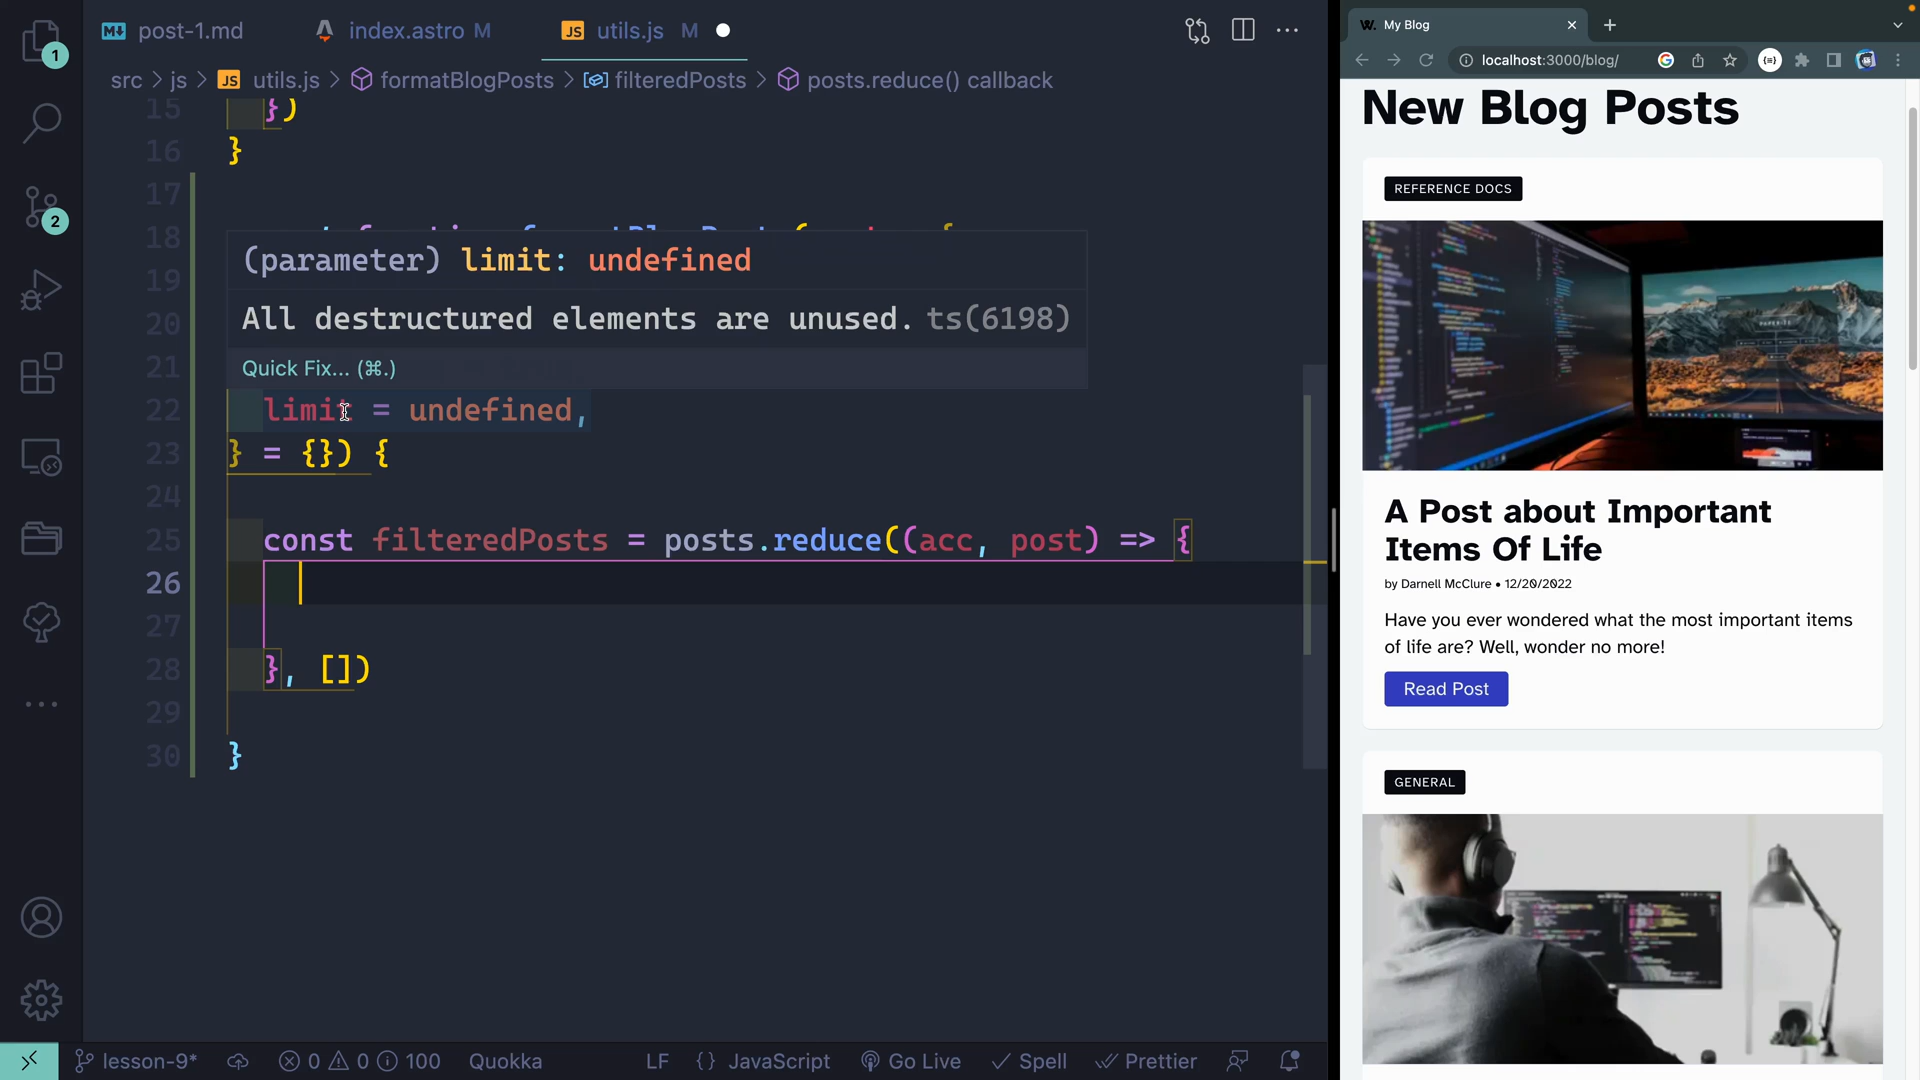 post-1.md
index.astro M
utils.js M
src > js > utils.js > formatBlogPosts > filteredPosts > posts.reduce() callback
15 })
16 }
17
18
19
20
21
(parameter) limit: undefined
All destructured elements are unused. ts(6198)
Quick Fix... (⌘.)
22 limit = undefined,
23 } = {}) {
24
25 const filteredPosts = posts.reduce((acc, post) => {
26
27
28 }, [])
29
30 }
1
2
lesson-9* 0 0 100 Quokka LF {} JavaScript Go Live Spell Prettier
My Blog
localhost:3000/blog/
New Blog Posts
REFERENCE DOCS
A Post about Important
Items Of Life
by Darnell McClure • 12/20/2022
Have you ever wondered what the most important items
of life are? Well, wonder no more!
Read Post
GENERAL